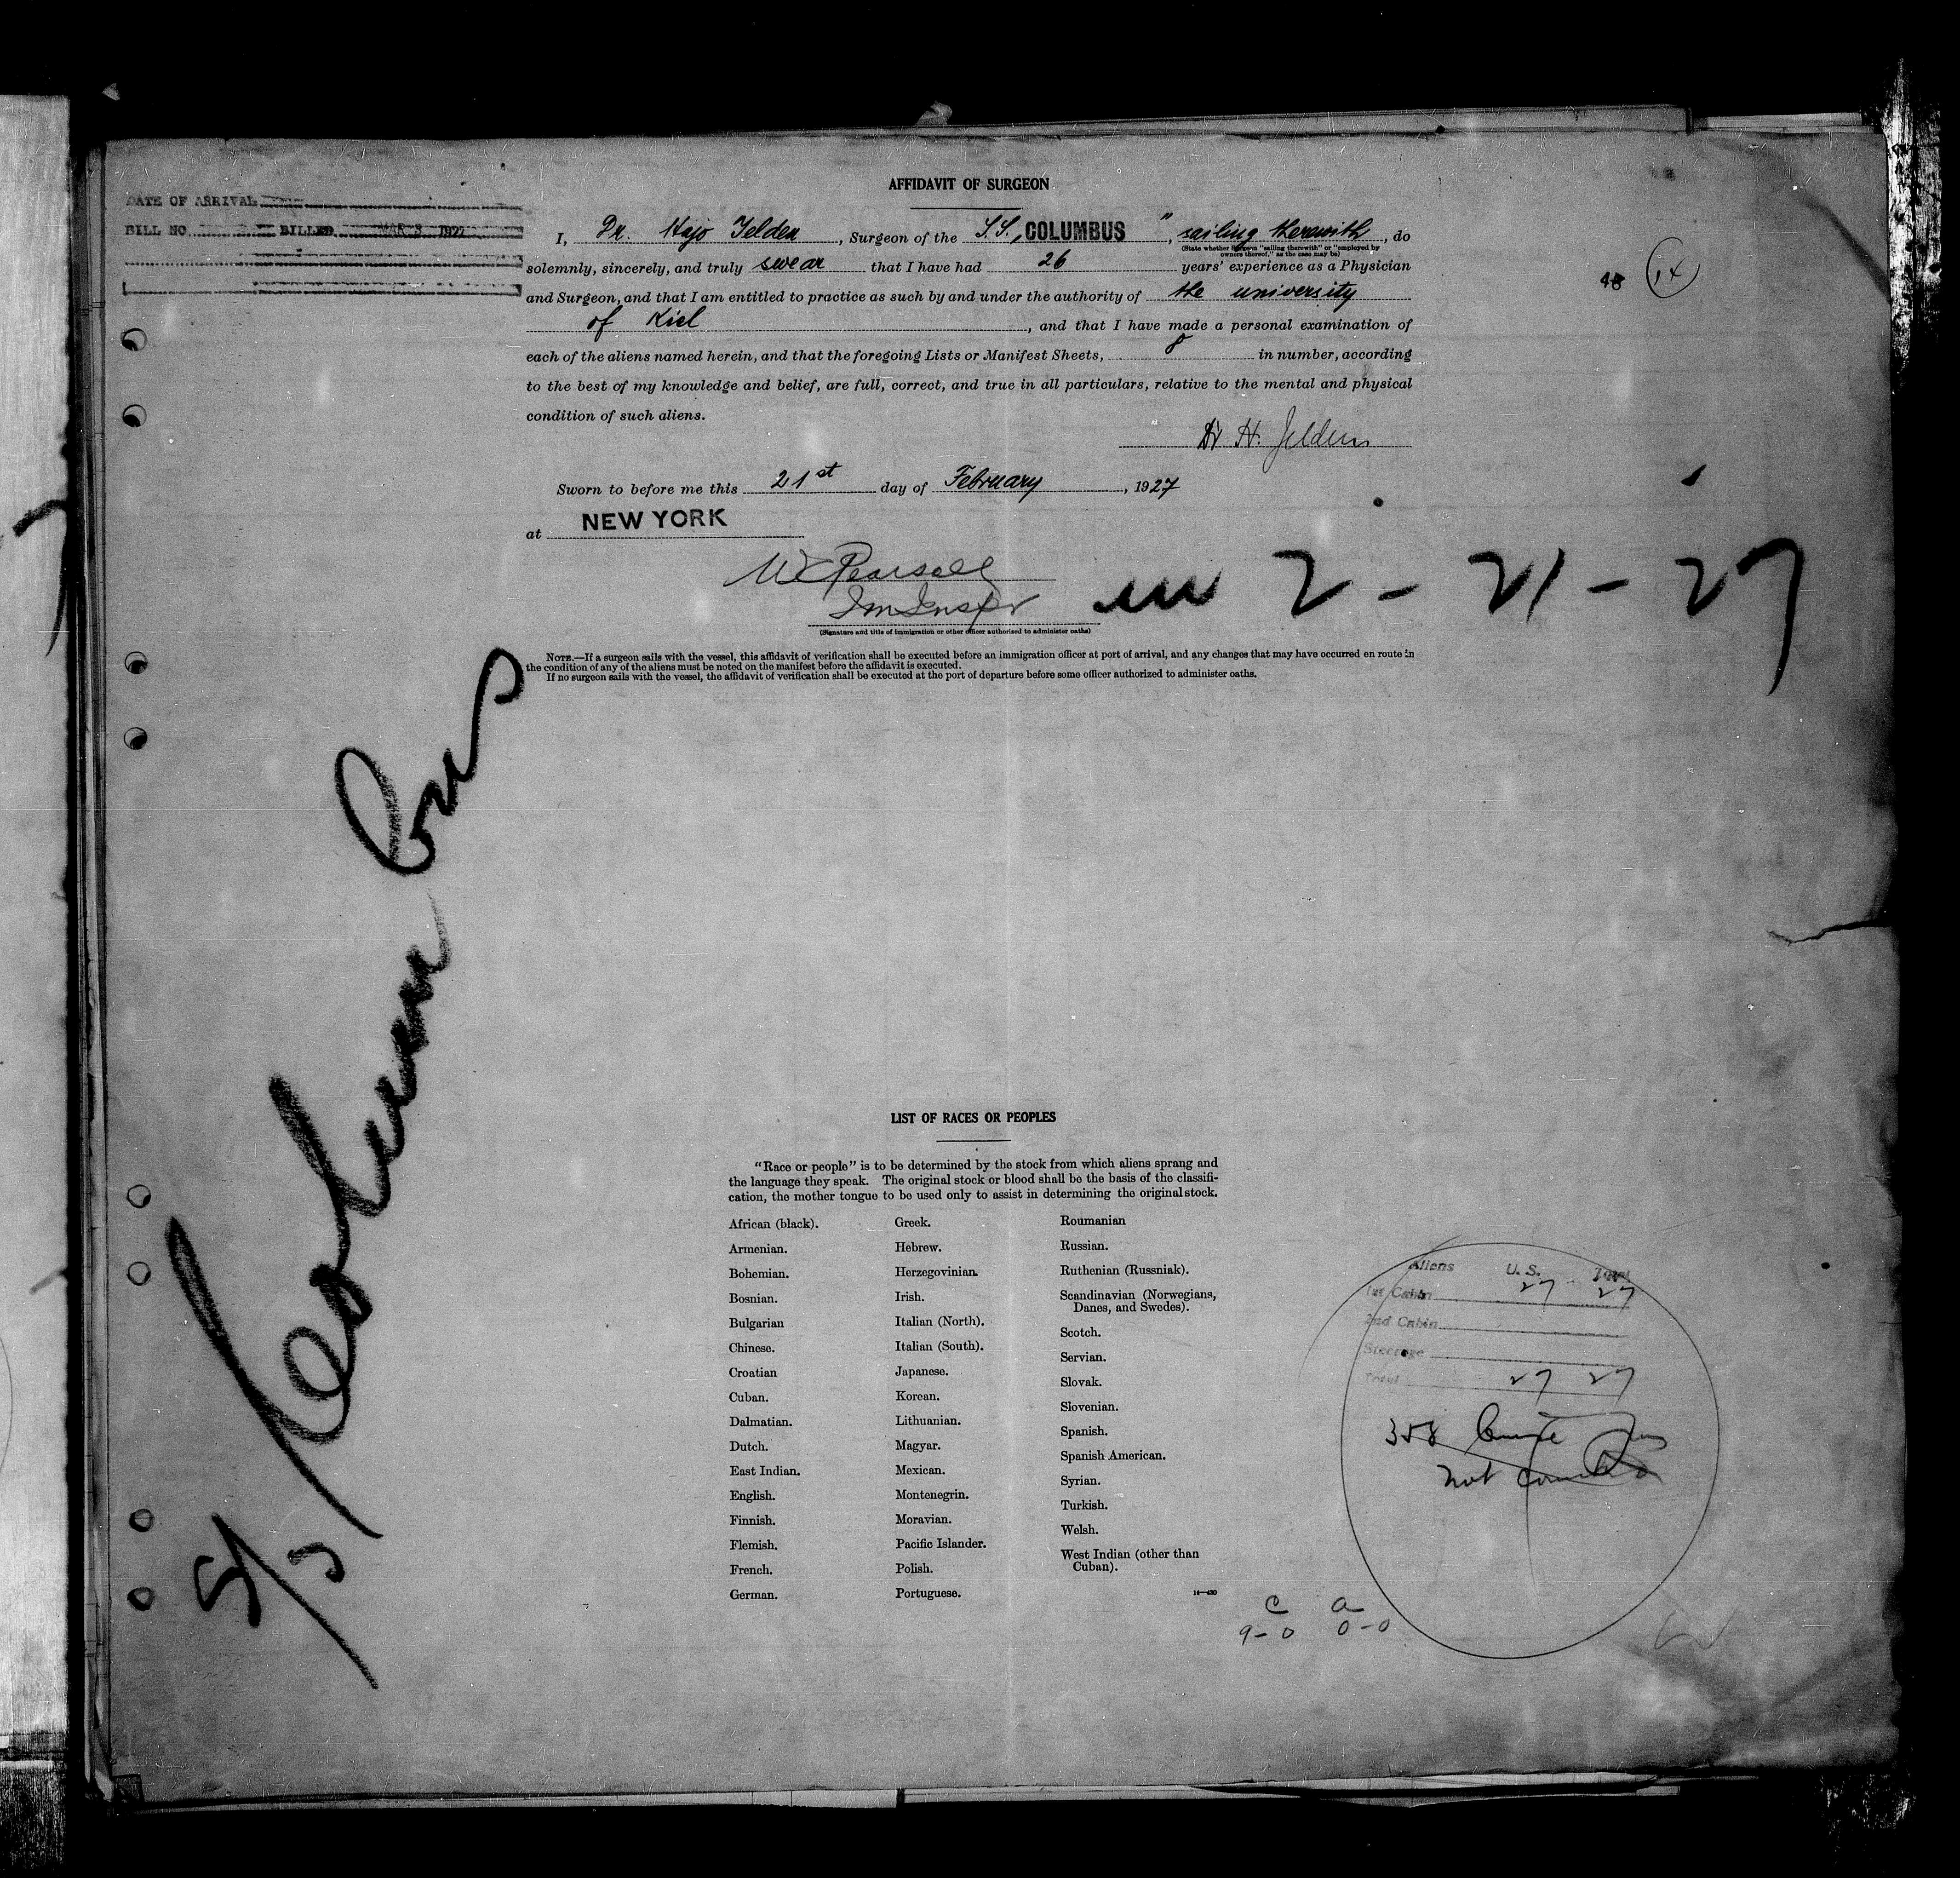 AFFIDAVIT OF SURGEON
DATE OF ARRIVAL
BILL NO. BILLED MAR 3 1927
I, Dr. Hajo Jelden, Surgeon of the S.S. "COLUMBUS", sailing therewith, do
(State whether surgeon "sailing therewith" or "employed by
owners thereof," as the case may be)
solemnly, sincerely, and truly swear that I have had 26 years' experience as a Physician
and Surgeon, and that I am entitled to practice as such by and under the authority of the university
of Kiel, and that I have made a personal examination of
each of the aliens named herein, and that the foregoing Lists or Manifest Sheets, 8 in number, according
to the best of my knowledge and belief, are full, correct, and true in all particulars, relative to the mental and physical
condition of such aliens.
Dr H. Jelden
48 14
Sworn to before me this 21st day of February, 1927
at NEW YORK
W Pearsall
Im Inspr
in 2 - 21 - 27
(Signature and title of immigration or other officer authorized to administer oaths)
NOTE.—If a surgeon sails with the vessel, this affidavit of verification shall be executed before an immigration officer at port of arrival, and any changes that may have occurred en route in
the condition of any of the aliens must be noted on the manifest before the affidavit is executed.
If no surgeon sails with the vessel, the affidavit of verification shall be executed at the port of departure before some officer authorized to administer oaths.
S/S Columbus
LIST OF RACES OR PEOPLES
"Race or people" is to be determined by the stock from which aliens sprang and
the language they speak. The original stock or blood shall be the basis of the classifi-
cation, the mother tongue to be used only to assist in determining the original stock.
African (black).
Armenian.
Bohemian.
Bosnian.
Bulgarian
Chinese.
Croatian
Cuban.
Dalmatian.
Dutch.
East Indian.
English.
Finnish.
Flemish.
French.
German.
Greek.
Hebrew.
Herzegovinian.
Irish.
Italian (North).
Italian (South).
Japanese.
Korean.
Lithuanian.
Magyar.
Mexican.
Montenegrin.
Moravian.
Pacific Islander.
Polish.
Portuguese.
Roumanian
Russian.
Ruthenian (Russniak).
Scandinavian (Norwegians,
Danes, and Swedes).
Scotch.
Servian.
Slovak.
Slovenian.
Spanish.
Spanish American.
Syrian.
Turkish.
Welsh.
West Indian (other than
Cuban).
14—430
Aliens U. S. Total
1st Cabin 27 27
2nd Cabin
Steerage
Total 27 27
358 Cruise
not counted
C a
9-0 0-0